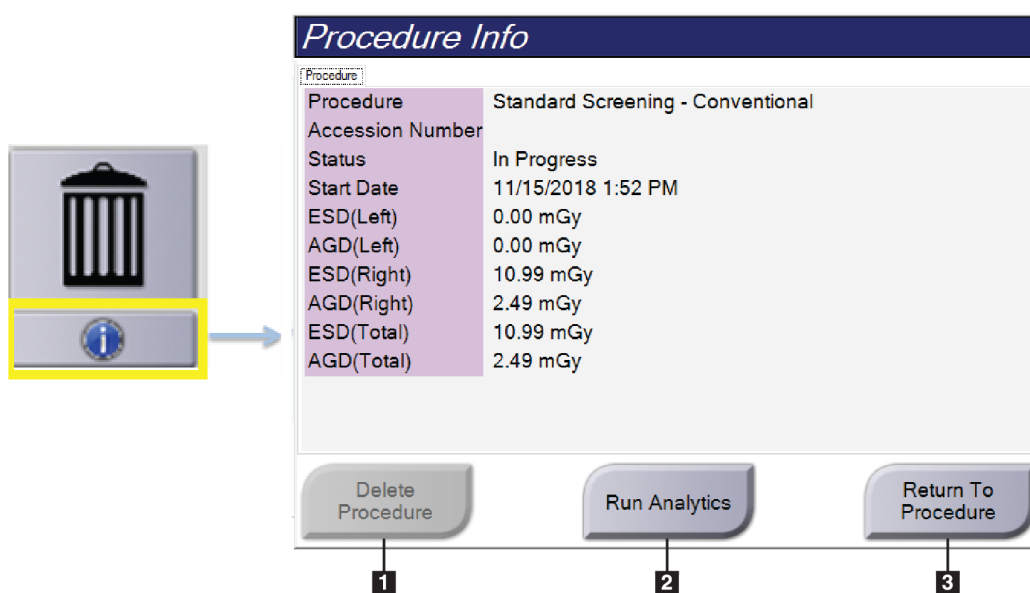 Procedure Info
Procedure
Procedure Standard Screening - Conventional
Accession Number
Status In Progress
Start Date 11/15/2018 1:52 PM
ESD(Left) 0.00 mGy
AGD(Left) 0.00 mGy
ESD(Right) 10.99 mGy
AGD(Right) 2.49 mGy
ESD(Total) 10.99 mGy
AGD(Total) 2.49 mGy
i
Delete
Procedure
Run Analytics
Return To
Procedure
1 2 3